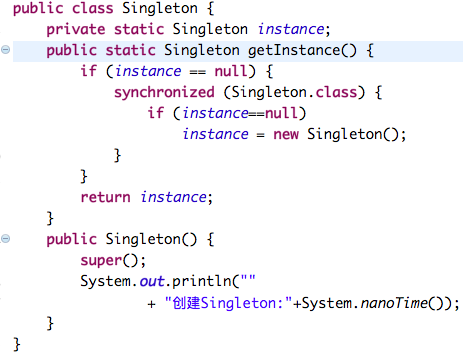 public class Singleton {
    private static Singleton instance;
    public static Singleton getInstance() {
        if (instance == null) {
            synchronized (Singleton.class) {
                if (instance==null)
                    instance = new Singleton();
            }
        }
        return instance;
    }
    public Singleton() {
        super();
        System.out.println(""
                + "创建Singleton:"+System.nanoTime());
    }
}